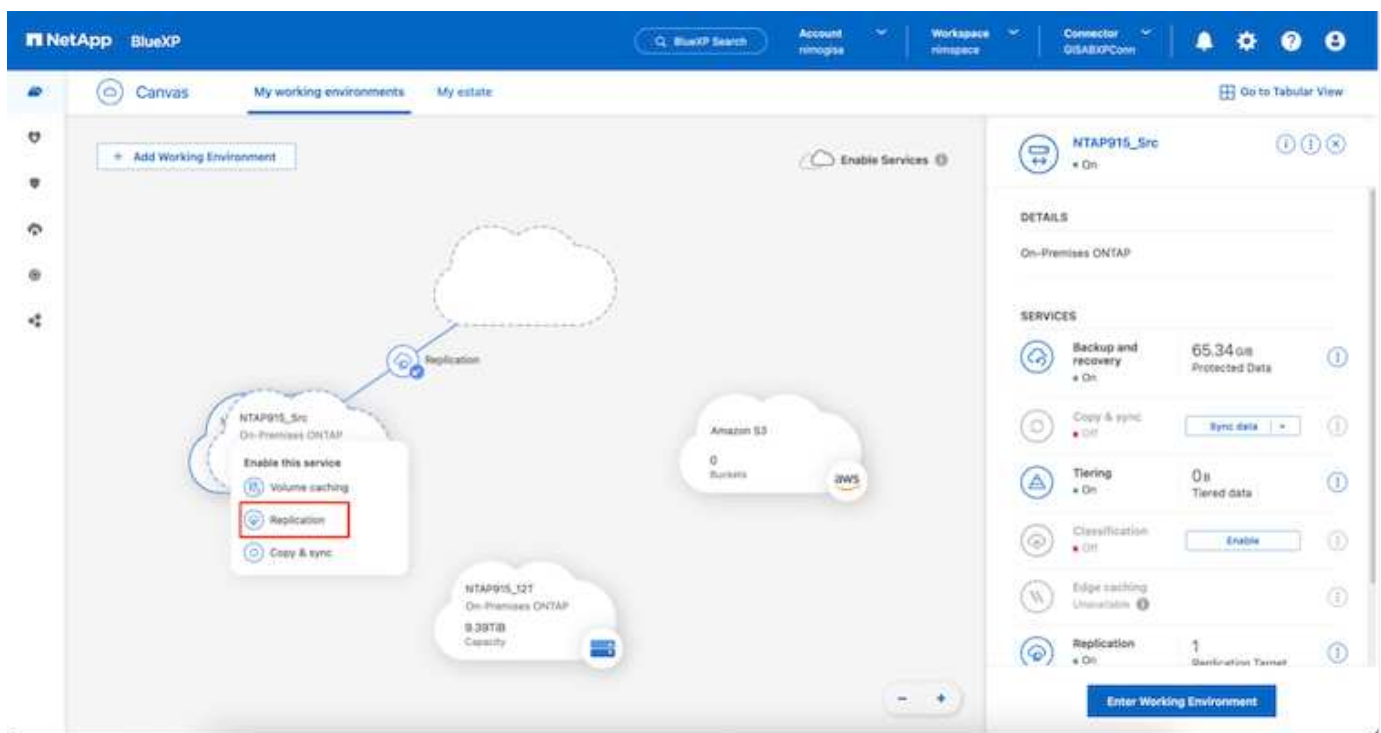 NetApp BlueXP
BlueXP Search
Account
nimogisa
Workspace
nimspace
Connector
GISABXPConn
Canvas
My working environments
My estate
Go to Tabular View
+ Add Working Environment
Enable Services
Replication
NTAP915_Src
On-Premises ONTAP
Enable this service
Volume caching
Replication
Copy & sync
Amazon S3
0
Buckets
aws
NTAP915_12T
On-Premises ONTAP
9.39TiB
Capacity
- +
NTAP915_Src
On
DETAILS
On-Premises ONTAP
SERVICES
Backup and recovery
On
65.34 GiB
Protected Data
Copy & sync
Off
Sync data
Tiering
On
0 B
Tiered data
Classification
Off
Enable
Edge caching
Unavailable
Replication
On
1
Replication Target
Enter Working Environment